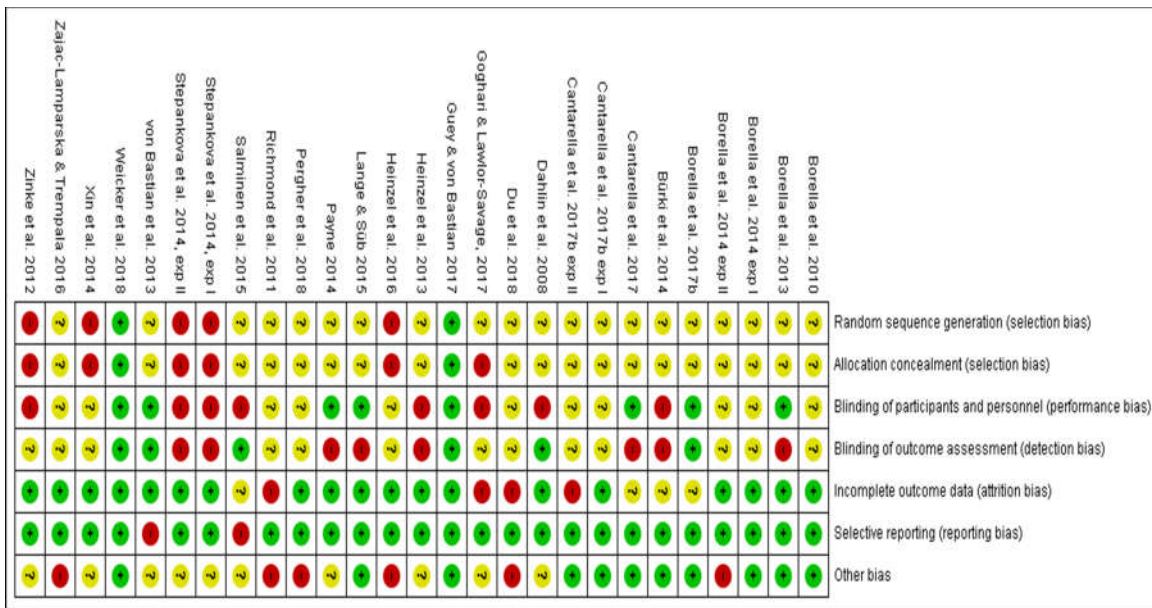 Borella et al. 2010
Borella et al. 2013
Borella et al. 2014 exp I
Borella et al. 2014 exp II
Borella et al. 2017b
Bürki et al. 2014
Cantarella et al. 2017
Cantarella et al. 2017b exp I
Cantarella et al. 2017b exp II
Dahlin et al. 2008
Du et al. 2018
Goghari & Lawlor-Savage, 2017
Guey & von Bastian 2017
Heinzel et al. 2013
Heinzel et al. 2016
Lange & Süb 2015
Payne 2014
Pergher et al. 2018
Richmond et al. 2011
Salminen et al. 2015
Stepankova et al. 2014, exp I
Stepankova et al. 2014, exp II
von Bastian et al. 2013
Weicker et al. 2018
Xin et al. 2014
Zajac-Lamparska & Trempala 2016
Zinke et al. 2012
Random sequence generation (selection bias)
Allocation concealment (selection bias)
Blinding of participants and personnel (performance bias)
Blinding of outcome assessment (detection bias)
Incomplete outcome data (attrition bias)
Selective reporting (reporting bias)
Other bias